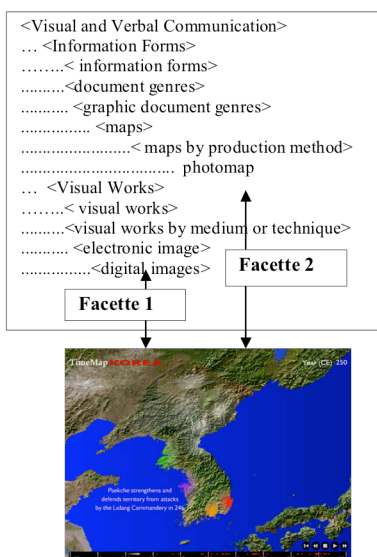 <Visual and Verbal Communication>
… <Information Forms>
……..< information forms>
..........<document genres>
........... <graphic document genres>
................ <maps>
.........................< maps by production method>
................................... photomap
… <Visual Works>
……..< visual works>
..........<visual works by medium or technique>
........... <electronic image>
................<digital images>
Facette 2
Facette 1
TimeMap KOREA
Year (CE) 250
Paekche strengthens and
defends territory from attacks
by the Lolang Commandery in 246